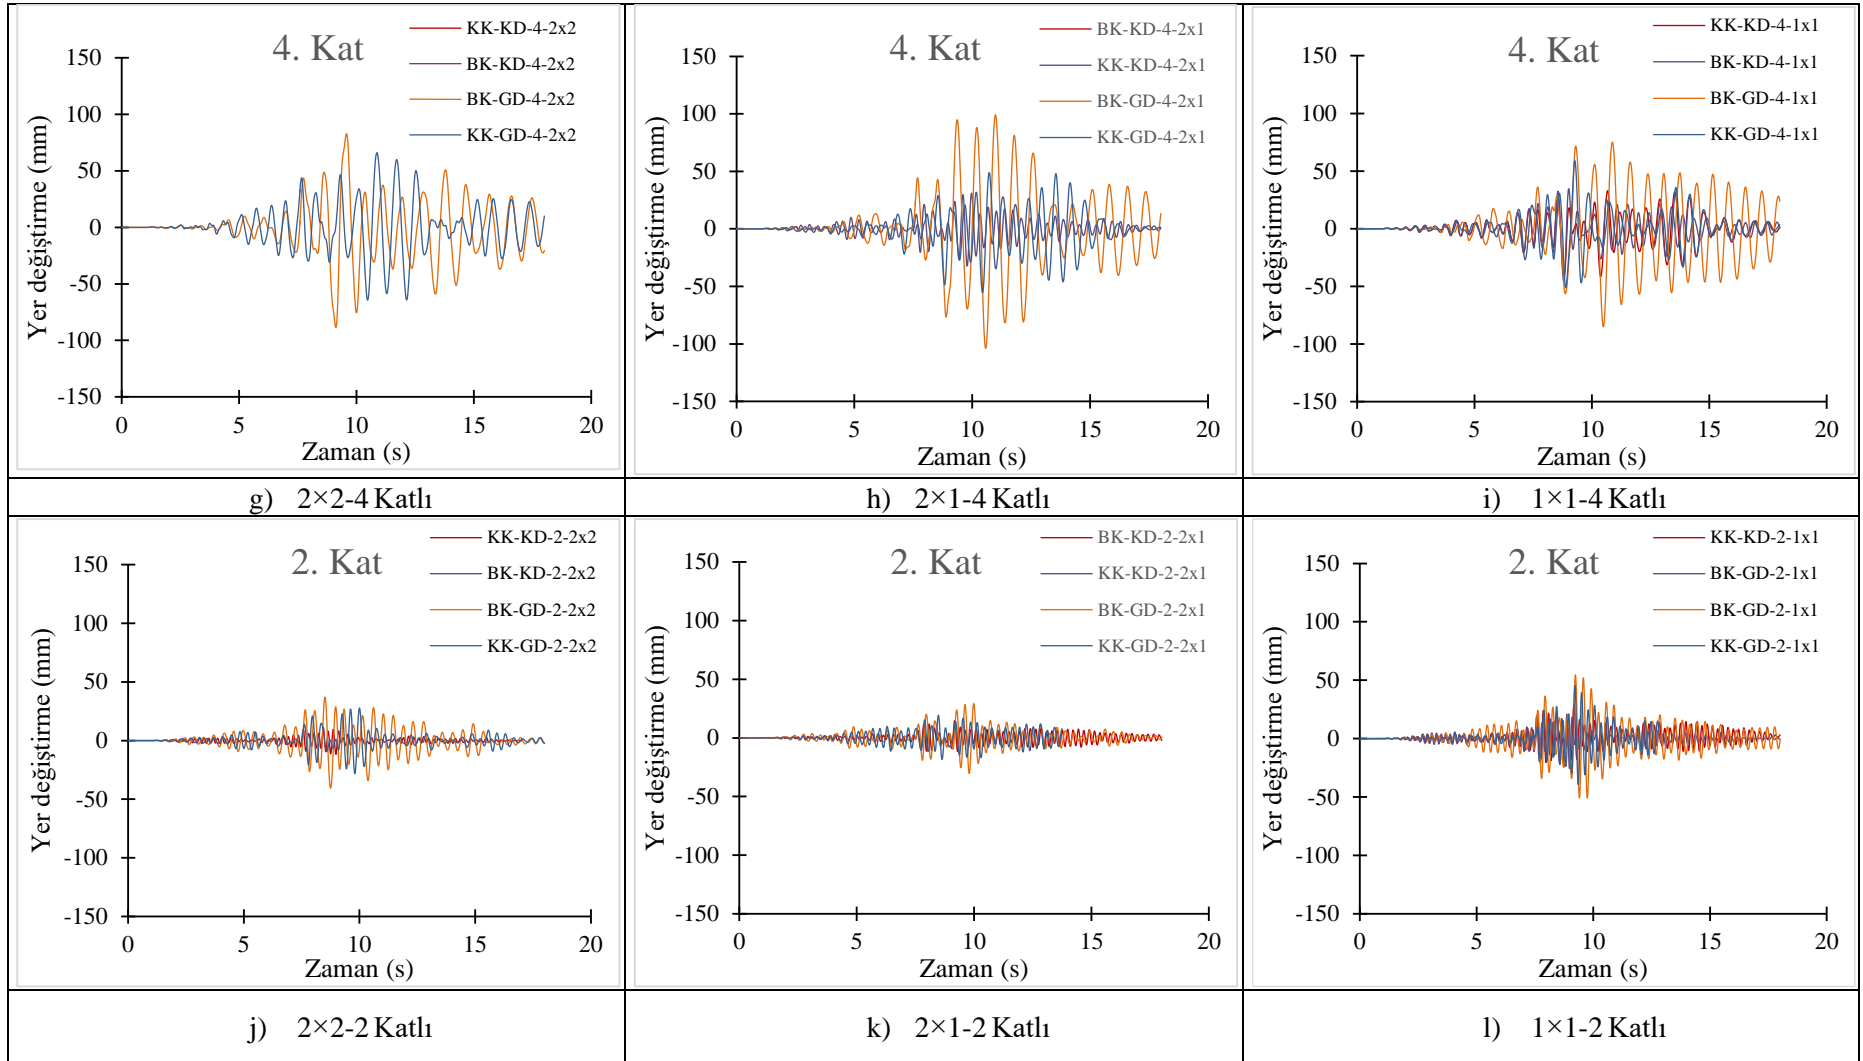 4. Kat
KK-KD-4-2x2
BK-KD-4-2x2
BK-GD-4-2x2
KK-GD-4-2x2
Yer değiştirme (mm)
150
100
50
0
-50
-100
-150
0 5 10 15 20
Zaman (s)
4. Kat
BK-KD-4-2x1
KK-KD-4-2x1
BK-GD-4-2x1
KK-GD-4-2x1
Yer değiştirme (mm)
150
100
50
0
-50
-100
-150
0 5 10 15 20
Zaman (s)
4. Kat
KK-KD-4-1x1
BK-KD-4-1x1
BK-GD-4-1x1
KK-GD-4-1x1
Yer değiştirme (mm)
150
100
50
0
-50
-100
-150
0 5 10 15 20
Zaman (s)
g) 2×2-4 Katlı
h) 2×1-4 Katlı
i) 1×1-4 Katlı
2. Kat
KK-KD-2-2x2
BK-KD-2-2x2
BK-GD-2-2x2
KK-GD-2-2x2
Yer değiştirme (mm)
150
100
50
0
-50
-100
-150
0 5 10 15 20
Zaman (s)
2. Kat
BK-KD-2-2x1
KK-KD-2-2x1
BK-GD-2-2x1
KK-GD-2-2x1
Yer değiştirme (mm)
150
100
50
0
-50
-100
-150
0 5 10 15 20
Zaman (s)
2. Kat
KK-KD-2-1x1
BK-GD-2-1x1
BK-GD-2-1x1
KK-GD-2-1x1
Yer değiştirme (mm)
150
100
50
0
-50
-100
-150
0 5 10 15 20
Zaman (s)
j) 2×2-2 Katlı
k) 2×1-2 Katlı
l) 1×1-2 Katlı